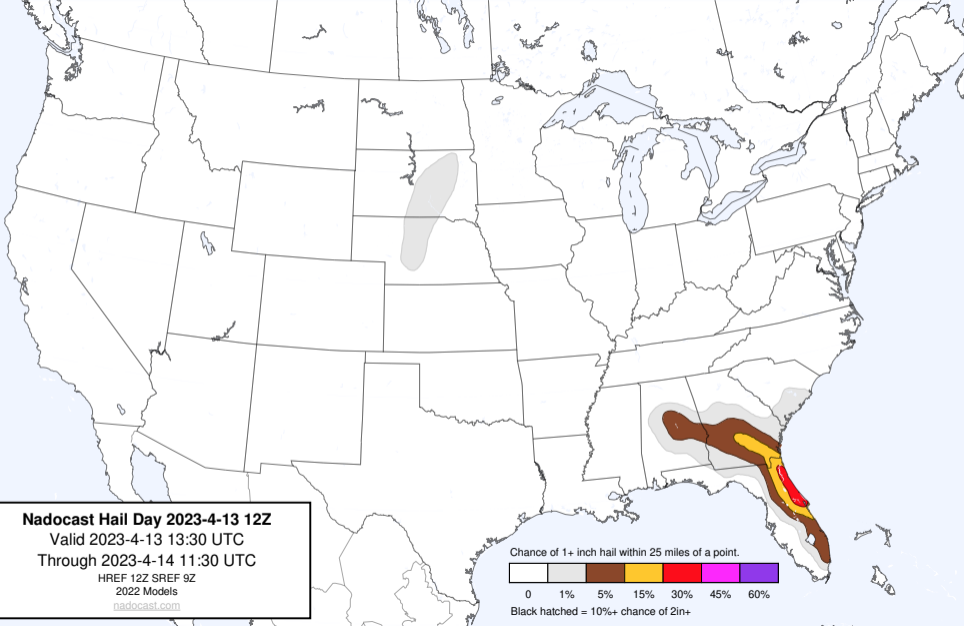 Nadocast Hail Day 2023-4-13 12Z
Valid 2023-4-13 13:30 UTC
Through 2023-4-14 11:30 UTC
HREF 12Z SREF 9Z
2022 Models
nadocast.com
Chance of 1+ inch hail within 25 miles of a point.
0 1% 5% 15% 30% 45% 60%
Black hatched = 10%+ chance of 2in+